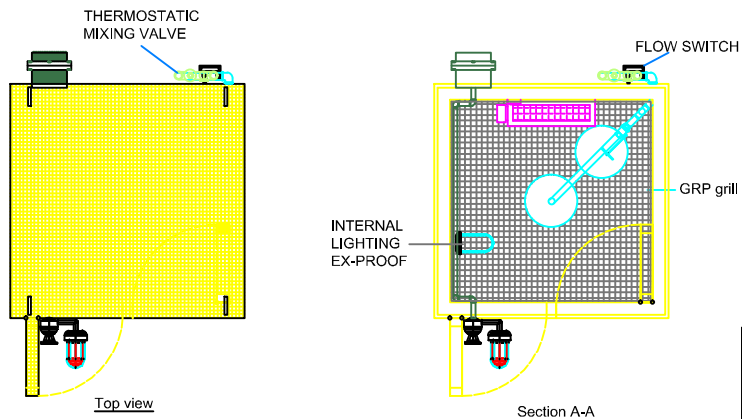 THERMOSTATIC
MIXING VALVE
FLOW SWITCH
GRP grill
INTERNAL
LIGHTING
EX-PROOF
Top view
Section A-A